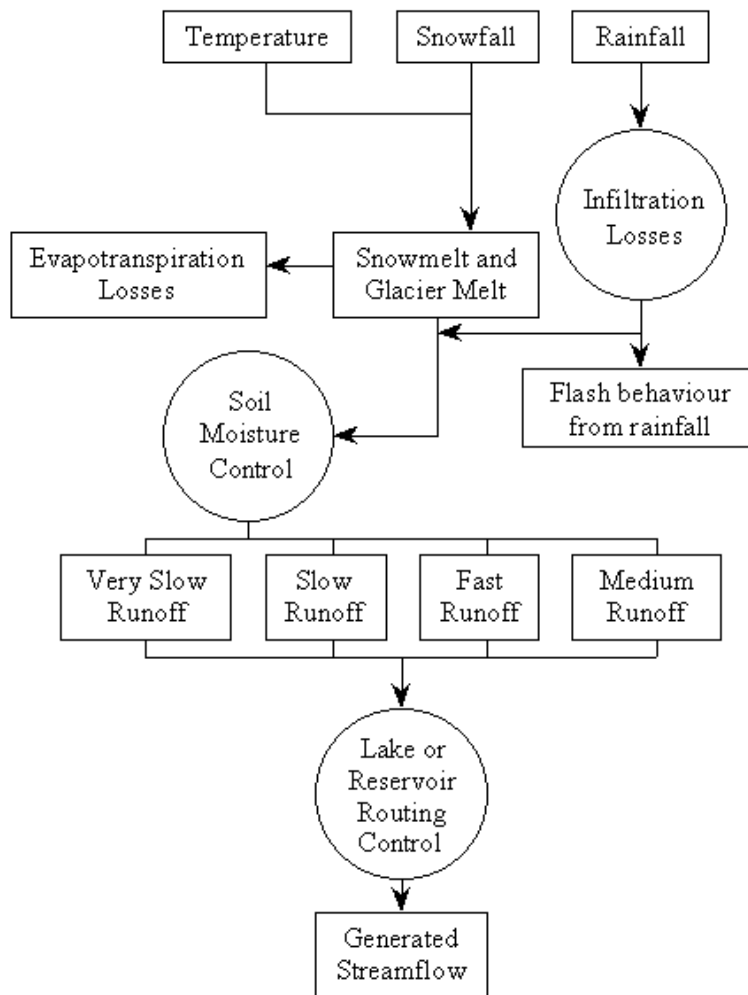 Temperature
Snowfall
Rainfall
Infiltration
Losses
Evapotranspiration
Losses
Snowmelt and
Glacier Melt
Flash behaviour
from rainfall
Soil
Moisture
Control
Very Slow
Runoff
Slow
Runoff
Fast
Runoff
Medium
Runoff
Lake or
Reservoir
Routing
Control
Generated
Streamflow